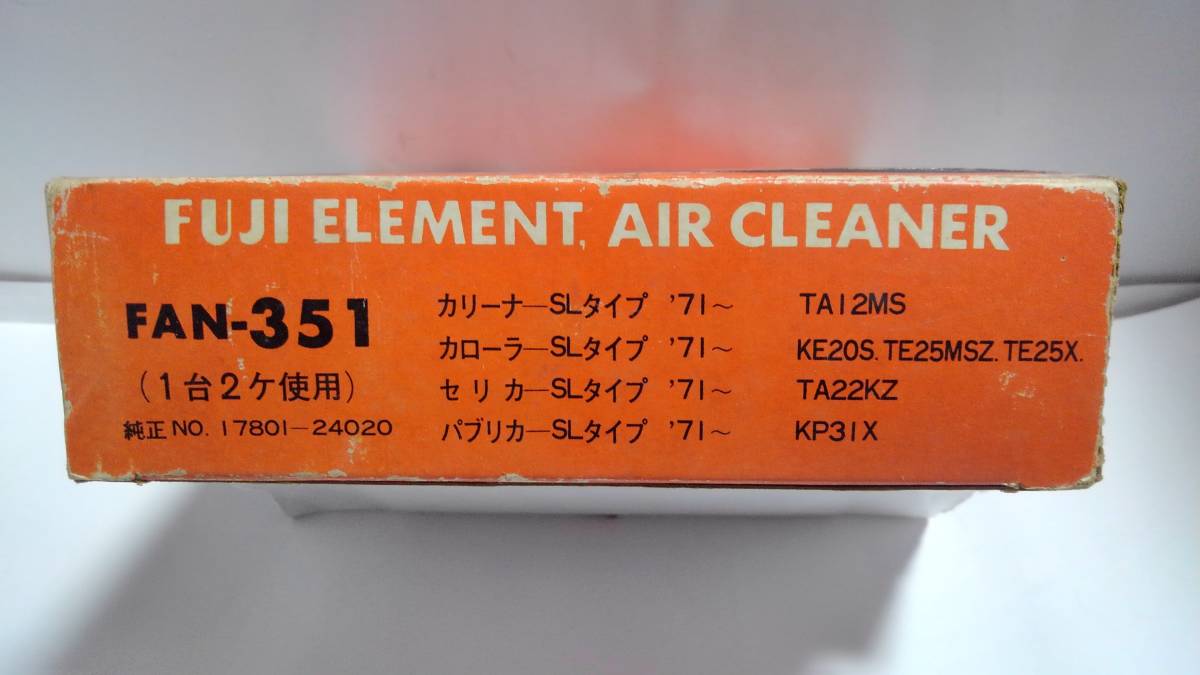 FUJI ELEMENT, AIR CLEANER
FAN-351
(1台2ケ使用)
純正NO. 17801-24020
カリーナ—SLタイプ '71~ TA12MS
カローラ—SLタイプ '71~ KE20S. TE25MSZ. TE25X.
セリカ—SLタイプ '71~ TA22KZ
パブリカ—SLタイプ '71~ KP31X